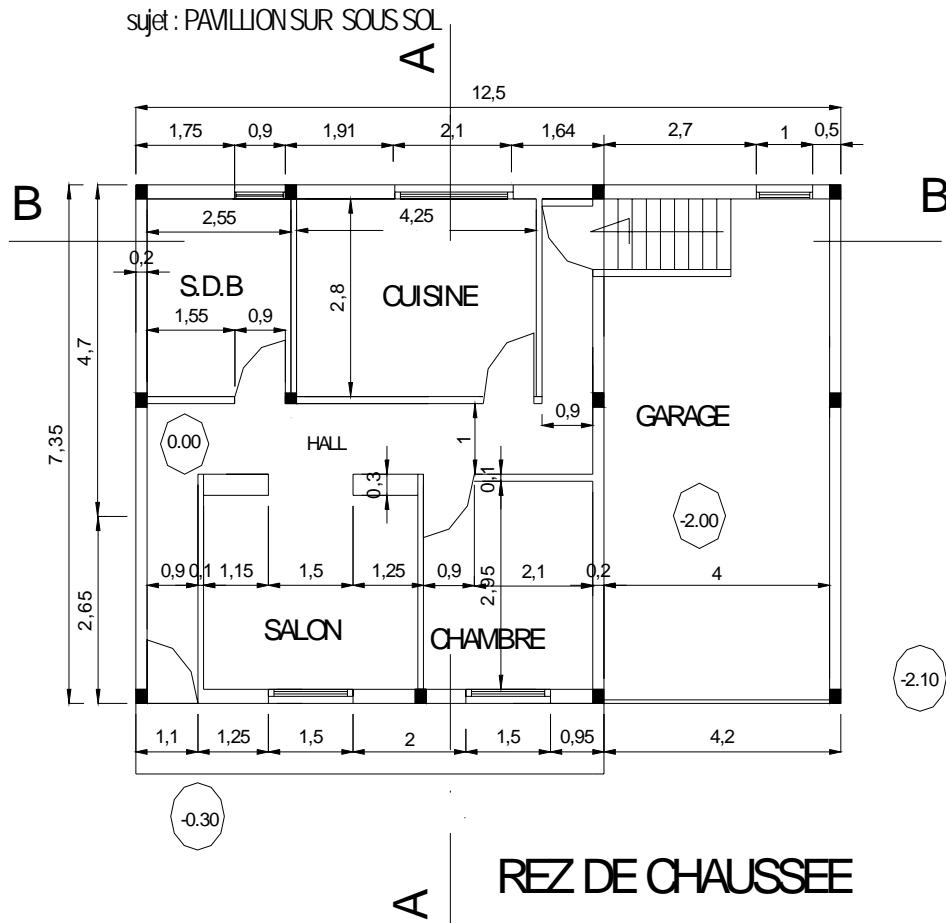 sujet : PAVILLION SUR SOUS SOL
A
12,5
1,75 0,9 1,91 2,1 1,64 2,7 1 0,5
B B
2,55 4,25
0,2
S.D.B CUISINE
2,8
1,55 0,9
4,7
0,9 GARAGE
7,35
0.00 HALL 1
0,3 0,1
-2.00
0,9 0,1 1,15 1,5 1,25 0,9 2,1 0,2 4
2,95
2,65
SALON CHAMBRE
-2.10
1,1 1,25 1,5 2 1,5 0,95 4,2
-0.30
REZ DE CHAUSSEE
A